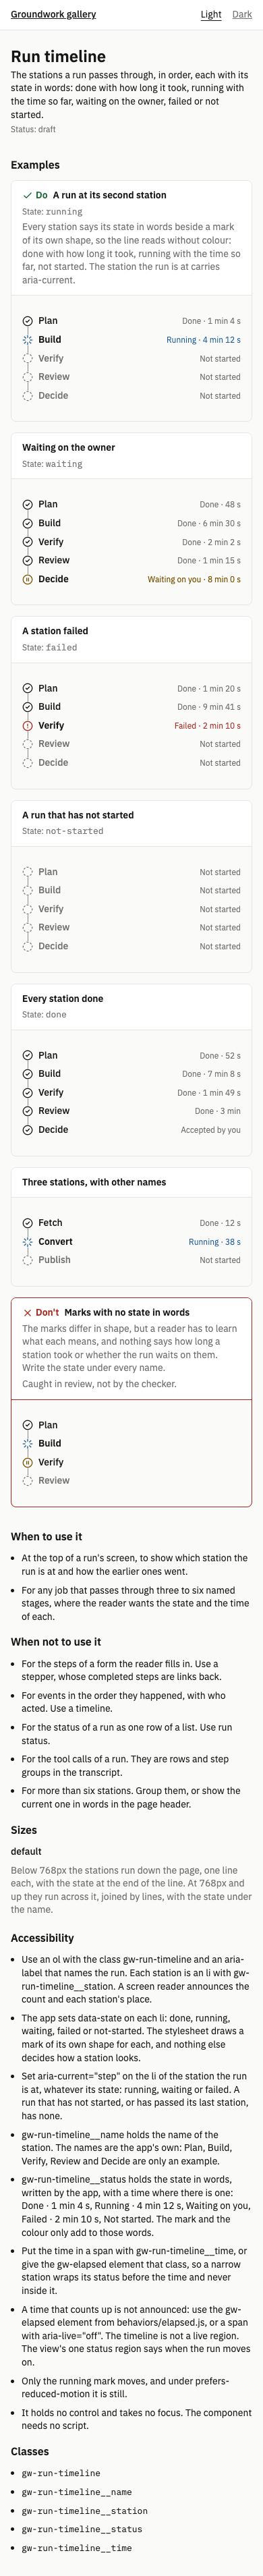 Groundwork gallery
Light
Dark
Run timeline
The stations a run passes through, in order, each with its
state in words: done with how long it took, running with
the time so far, waiting on the owner, failed or not
started.
Status: draft
Examples
Do A run at its second station
State: running
Every station says its state in words beside a mark
of its own shape, so the line reads without colour:
done with how long it took, running with the time so
far, not started. The station the run is at carries
aria-current.
Plan Done · 1 min 4 s
Build Running · 4 min 12 s
Verify Not started
Review Not started
Decide Not started
Waiting on the owner
State: waiting
Plan Done · 48 s
Build Done · 6 min 30 s
Verify Done · 2 min 2 s
Review Done · 1 min 15 s
Decide Waiting on you · 8 min 0 s
A station failed
State: failed
Plan Done · 1 min 20 s
Build Done · 9 min 41 s
Verify Failed · 2 min 10 s
Review Not started
Decide Not started
A run that has not started
State: not-started
Plan Not started
Build Not started
Verify Not started
Review Not started
Decide Not started
Every station done
State: done
Plan Done · 52 s
Build Done · 7 min 8 s
Verify Done · 1 min 49 s
Review Done · 3 min
Decide Accepted by you
Three stations, with other names
Fetch Done · 12 s
Convert Running · 38 s
Publish Not started
Don't Marks with no state in words
The marks differ in shape, but a reader has to learn
what each means, and nothing says how long a
station took or whether the run waits on them.
Write the state under every name.
Caught in review, not by the checker.
Plan
Build
Verify
Review
When to use it
• At the top of a run's screen, to show which station the
run is at and how the earlier ones went.
• For any job that passes through three to six named
stages, where the reader wants the state and the time
of each.
When not to use it
• For the steps of a form the reader fills in. Use a
stepper, whose completed steps are links back.
• For events in the order they happened, with who
acted. Use a timeline.
• For the status of a run as one row of a list. Use run
status.
• For the tool calls of a run. They are rows and step
groups in the transcript.
• For more than six stations. Group them, or show the
current one in words in the page header.
Sizes
default
Below 768px the stations run down the page, one line
each, with the state at the end of the line. At 768px and
up they run across it, joined by lines, with the state under
the name.
Accessibility
• Use an ol with the class gw-run-timeline and an aria-
label that names the run. Each station is an li with gw-
run-timeline__station. A screen reader announces the
count and each station's place.
• The app sets data-state on each li: done, running,
waiting, failed or not-started. The stylesheet draws a
mark of its own shape for each, and nothing else
decides how a station looks.
• Set aria-current="step" on the li of the station the run
is at, whatever its state: running, waiting or failed. A
run that has not started, or has passed its last station,
has none.
• gw-run-timeline__name holds the name of the
station. The names are the app's own: Plan, Build,
Verify, Review and Decide are only an example.
• gw-run-timeline__status holds the state in words,
written by the app, with a time where there is one:
Done · 1 min 4 s, Running · 4 min 12 s, Waiting on you,
Failed · 2 min 10 s, Not started. The mark and the
colour only add to those words.
• Put the time in a span with gw-run-timeline__time, or
give the gw-elapsed element that class, so a narrow
station wraps its status before the time and never
inside it.
• A time that counts up is not announced: use the gw-
elapsed element from behaviors/elapsed.js, or a span
with aria-live="off". The timeline is not a live region.
The view's one status region says when the run moves
on.
• Only the running mark moves, and under prefers-
reduced-motion it is still.
• It holds no control and takes no focus. The component
needs no script.
Classes
• gw-run-timeline
• gw-run-timeline__name
• gw-run-timeline__station
• gw-run-timeline__status
• gw-run-timeline__time